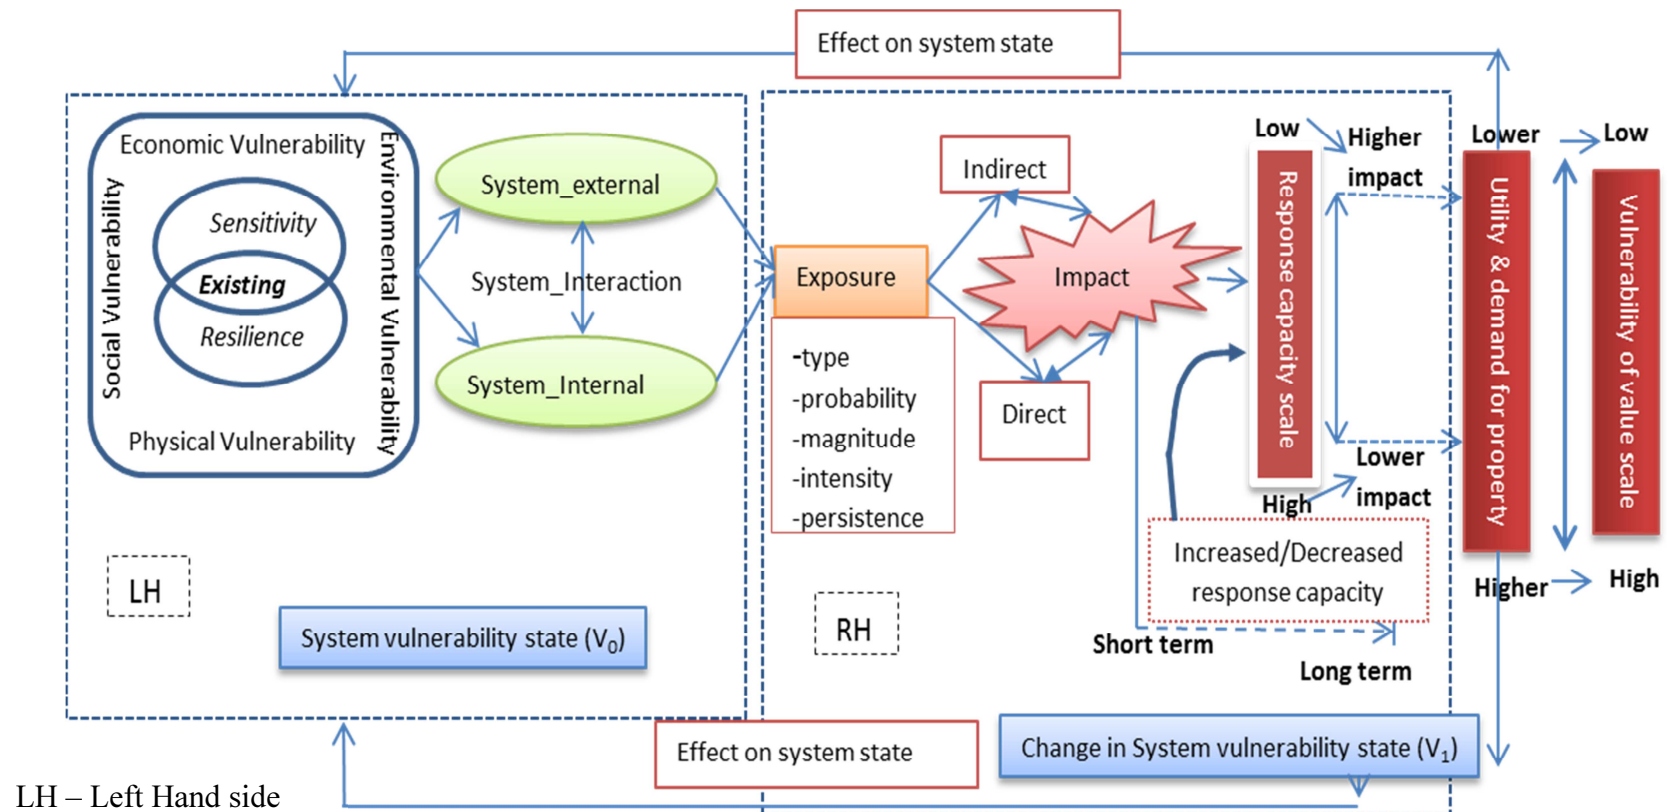 Effect on system state
Economic Vulnerability
Social Vulnerability
Environmental Vulnerability
Sensitivity
Existing
Resilience
Physical Vulnerability
System_external
System_Interaction
System_Internal
LH
System vulnerability state (V0)
Exposure
-type
-probability
-magnitude
-intensity
-persistence
Indirect
Impact
Direct
RH
Low
Response capacity scale
High
Higher
impact
Lower
impact
Increased/Decreased
response capacity
Short term
Long term
Lower
Utility & demand for property
Higher
Low
Vulnerability of value scale
High
Effect on system state
Change in System vulnerability state (V1)
LH – Left Hand side